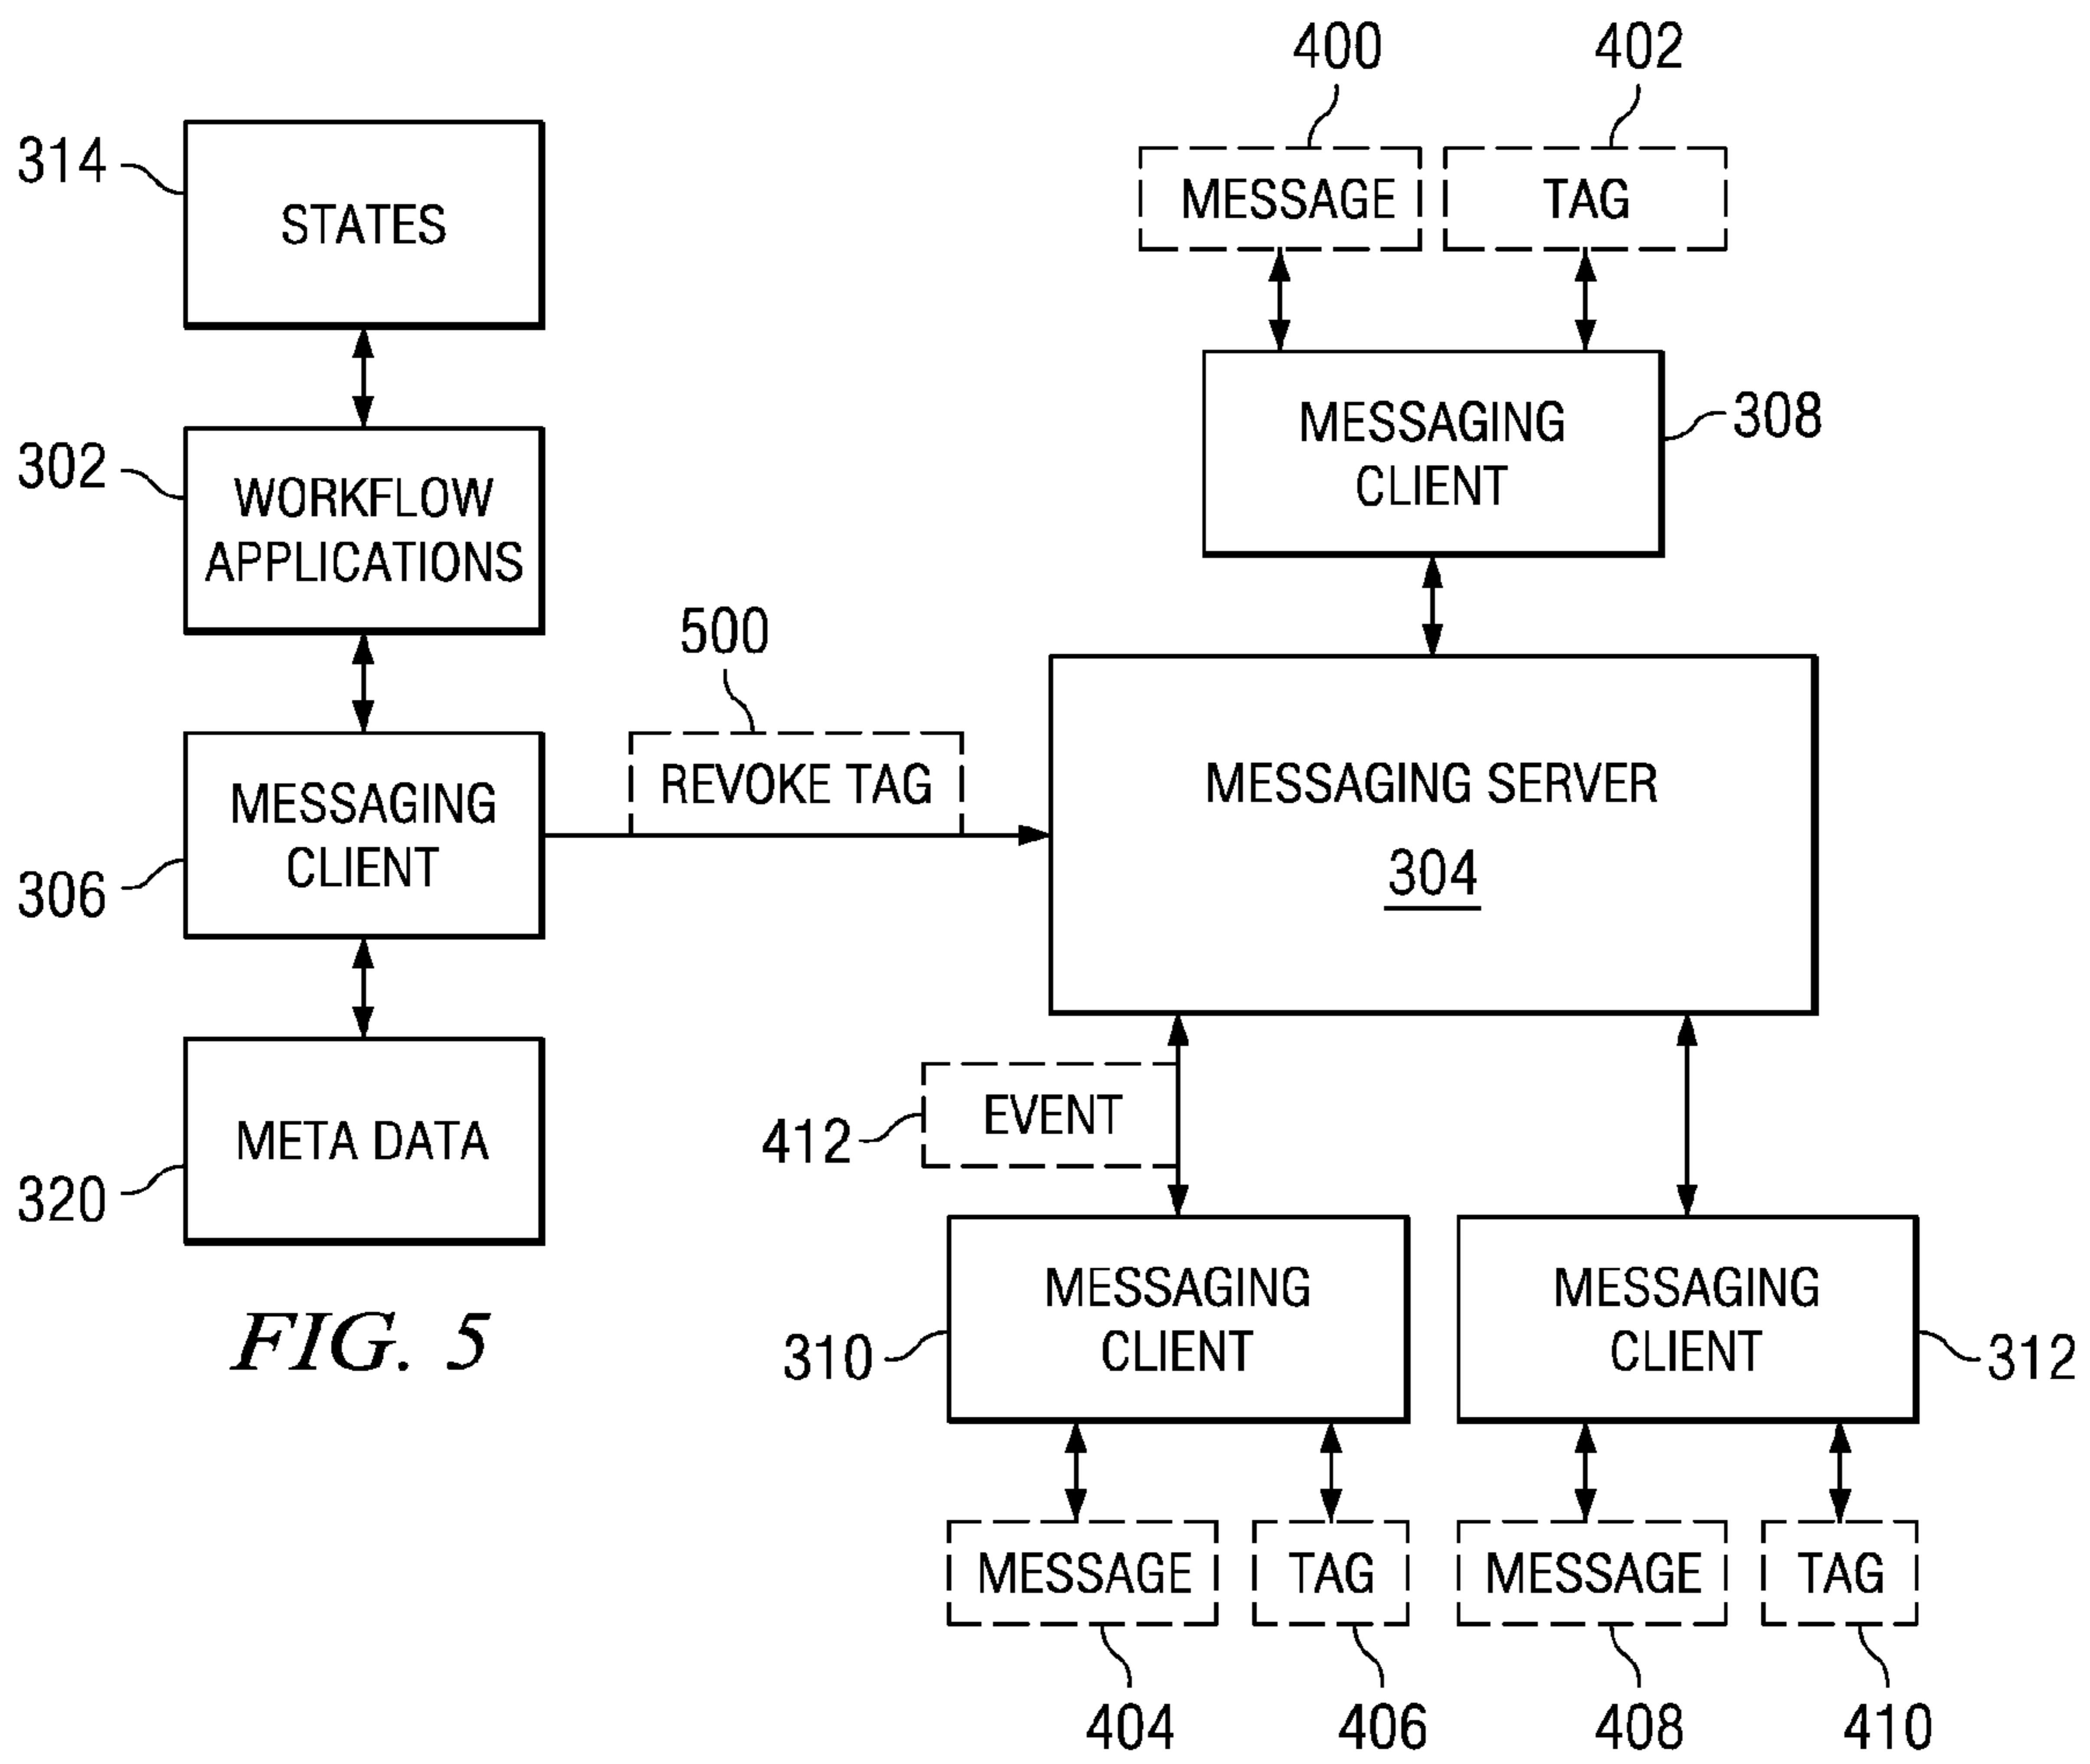 400
402
314
MESSAGE
TAG
STATES
308
MESSAGING
CLIENT
302
WORKFLOW
APPLICATIONS
500
REVOKE TAG
MESSAGING SERVER
304
MESSAGING
CLIENT
306
EVENT
412
META DATA
320
MESSAGING
CLIENT
310
MESSAGING
CLIENT
312
FIG. 5
MESSAGE
TAG
MESSAGE
TAG
404
406
408
410